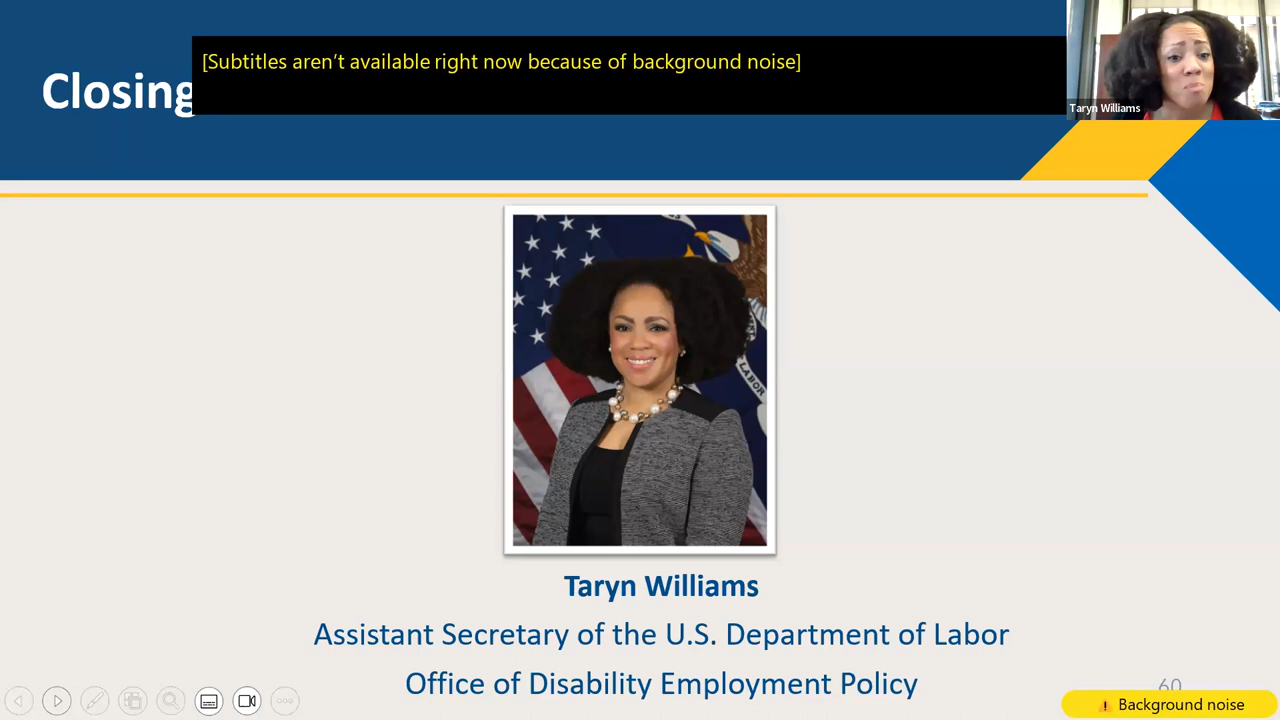 Closing
[Subtitles aren't available right now because of background noise]
Taryn Williams
LABOR
Taryn Williams
Assistant Secretary of the U.S. Department of Labor
Office of Disability Employment Policy
60
Background noise